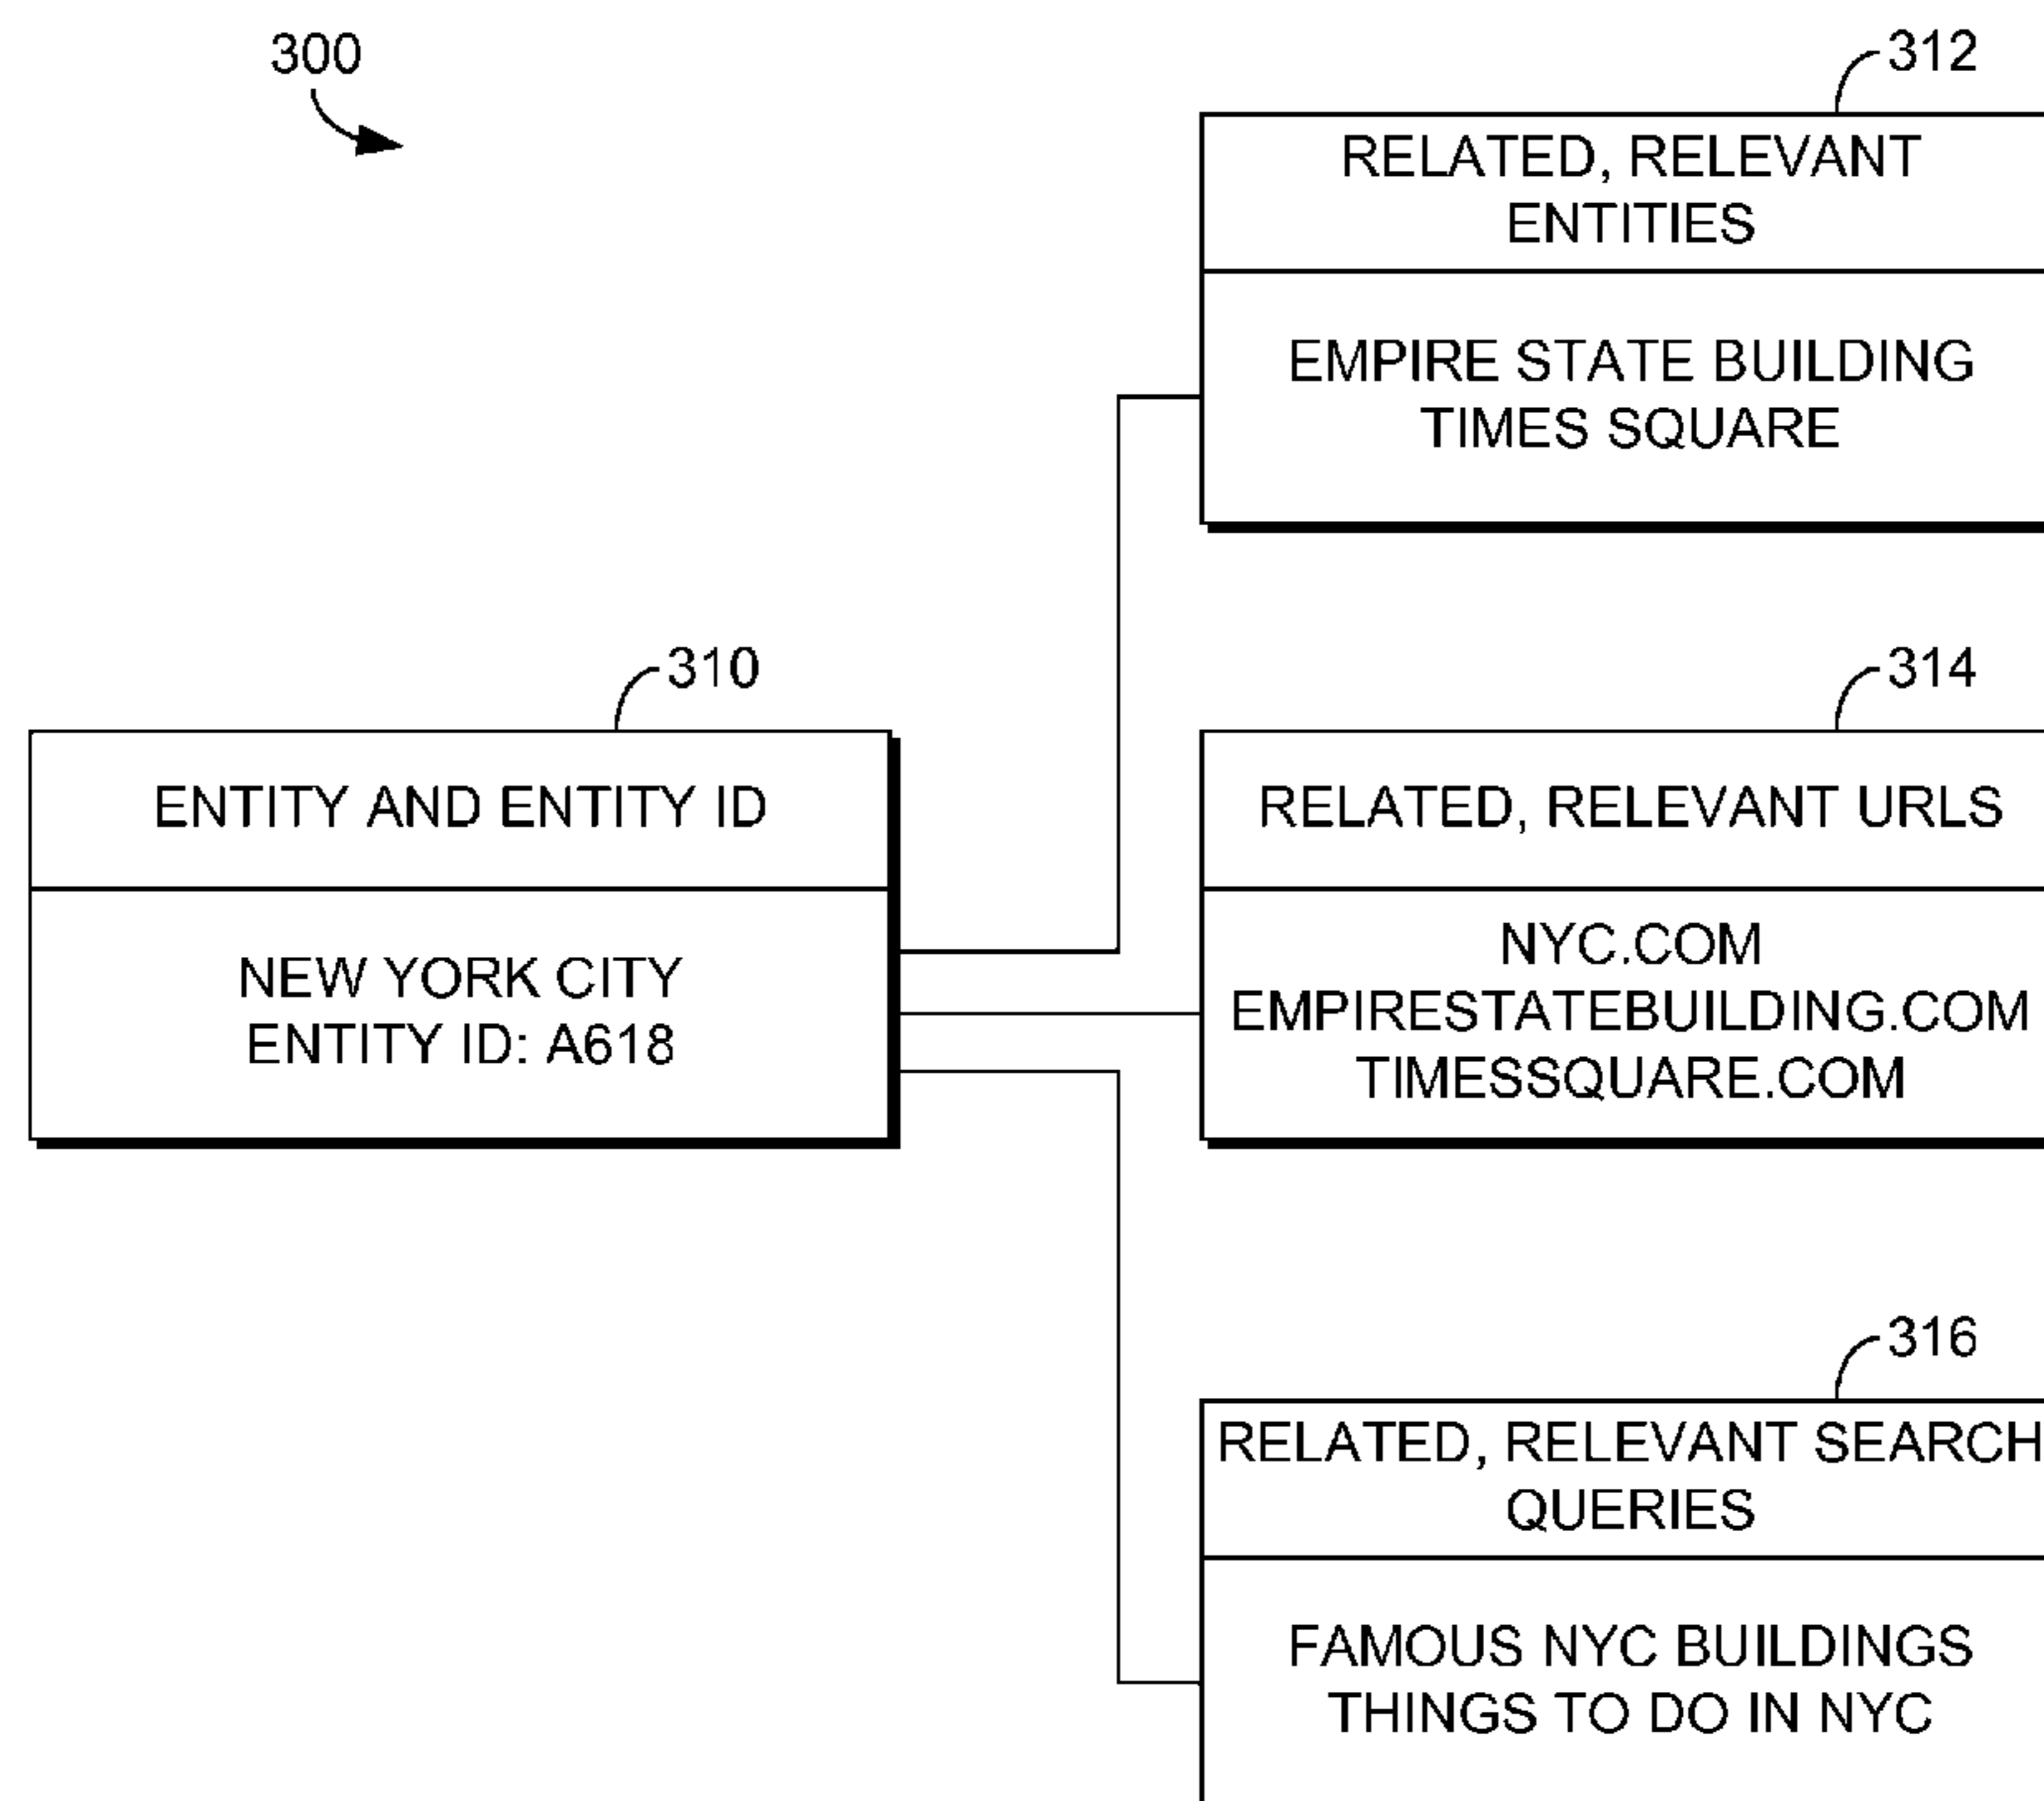 300
312
RELATED, RELEVANT
ENTITIES
EMPIRE STATE BUILDING
TIMES SQUARE
310
ENTITY AND ENTITY ID
NEW YORK CITY
ENTITY ID: A618
314
RELATED, RELEVANT URLS
NYC.COM
EMPIRESTATEBUILDING.COM
TIMESSQUARE.COM
316
RELATED, RELEVANT SEARCH
QUERIES
FAMOUS NYC BUILDINGS
THINGS TO DO IN NYC